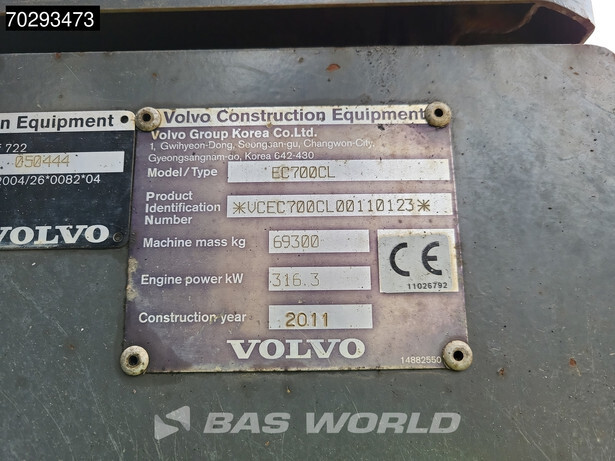 70293473
n Equipment
722
050444
2004/26*0082*04
VOLVO
Volvo Construction Equipment
Volvo Group Korea Co.Ltd.
1, Gwihyeon-Dong, Seongsan-gu, Changwon-City,
Gyeongsangnam-do, Korea 642-430
Model/Type EC700CL
Product
Identification
Number *VCEC700CL00110123*
Machine mass kg 69300
Engine power kW 316.3
CE
11026792
Construction year 2011
VOLVO
14882550
BAS WORLD